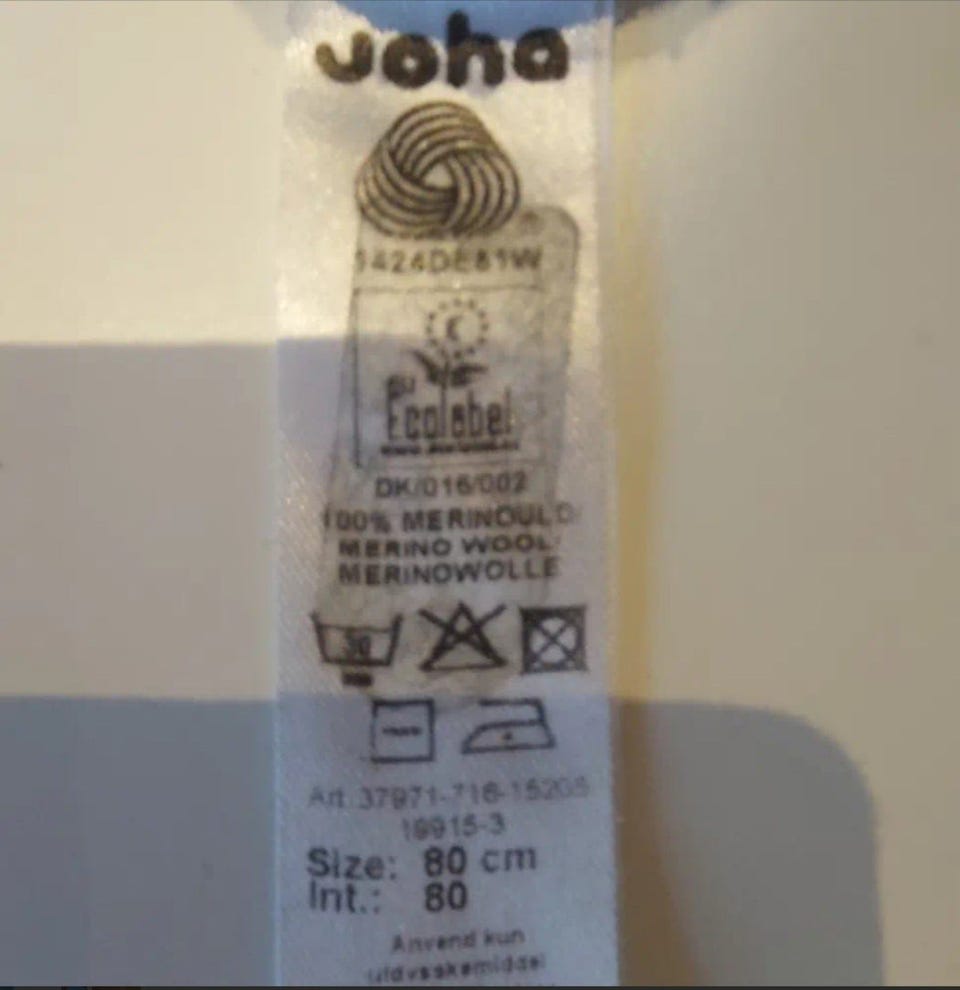 Joha
1424DE81W
EU
Ecolabel
DK/016/002
100% MERINOULD
MERINO WOOL
MERINOWOLLE
30
Art. 37971-716-15205
19915-3
Size: 80 cm
Int.: 80
Anvend kun
uldvaskemiddel